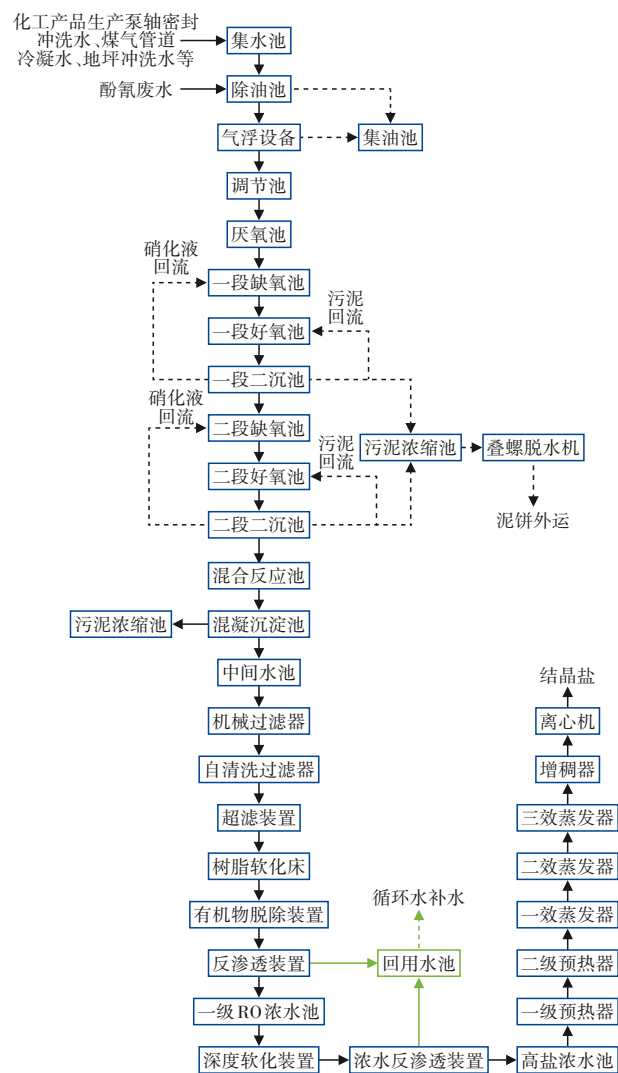 化工产品生产泵轴密封
冲洗水、煤气管道
冷凝水、地坪冲洗水等
集水池
酚氰废水
除油池
气浮设备
集油池
调节池
厌氧池
硝化液
回流
一段缺氧池
污泥
回流
一段好氧池
一段二沉池
硝化液
回流
二段缺氧池
污泥
回流
污泥浓缩池
叠螺脱水机
二段好氧池
泥饼外运
二段二沉池
混合反应池
污泥浓缩池
混凝沉淀池
中间水池
结晶盐
机械过滤器
离心机
自清洗过滤器
增稠器
超滤装置
三效蒸发器
树脂软化床
二效蒸发器
循环水补水
有机物脱除装置
一效蒸发器
反渗透装置
回用水池
二级预热器
一级RO浓水池
一级预热器
深度软化装置
浓水反渗透装置
高盐浓水池